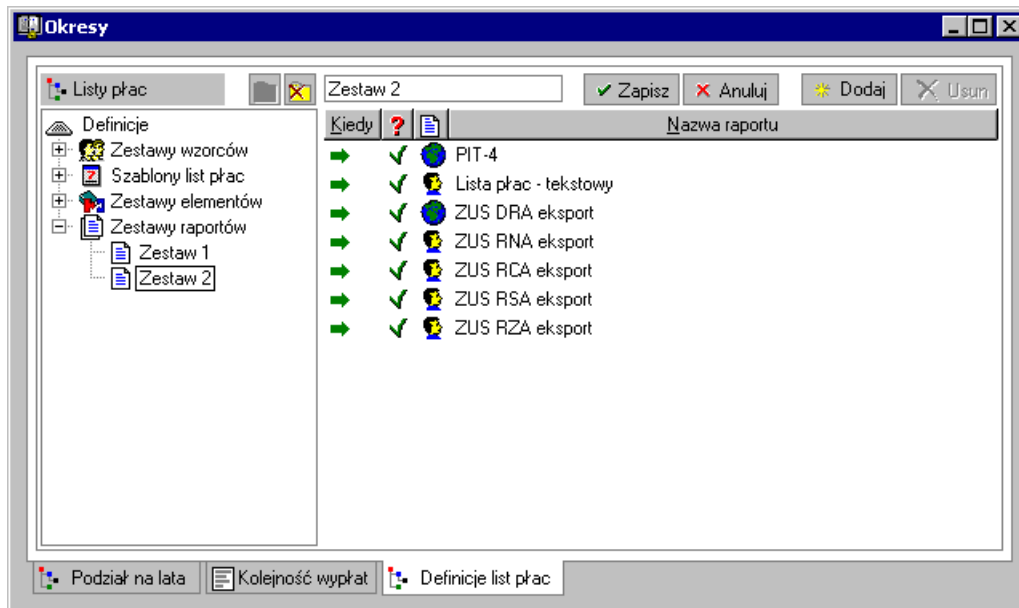 Okresy
Listy płac Zestaw 2 Zapisz Anuluj Dodaj Usun
Definicje
Zestawy wzorców
Szablony list płac
Zestawy elementów
Zestawy raportów
Zestaw 1
Zestaw 2
Kiedy ? Nazwa raportu
PIT-4
Lista płac - tekstowy
ZUS DRA eksport
ZUS RNA eksport
ZUS RCA eksport
ZUS RSA eksport
ZUS RZA eksport
Podział na lata Kolejność wypłat Definicje list płac